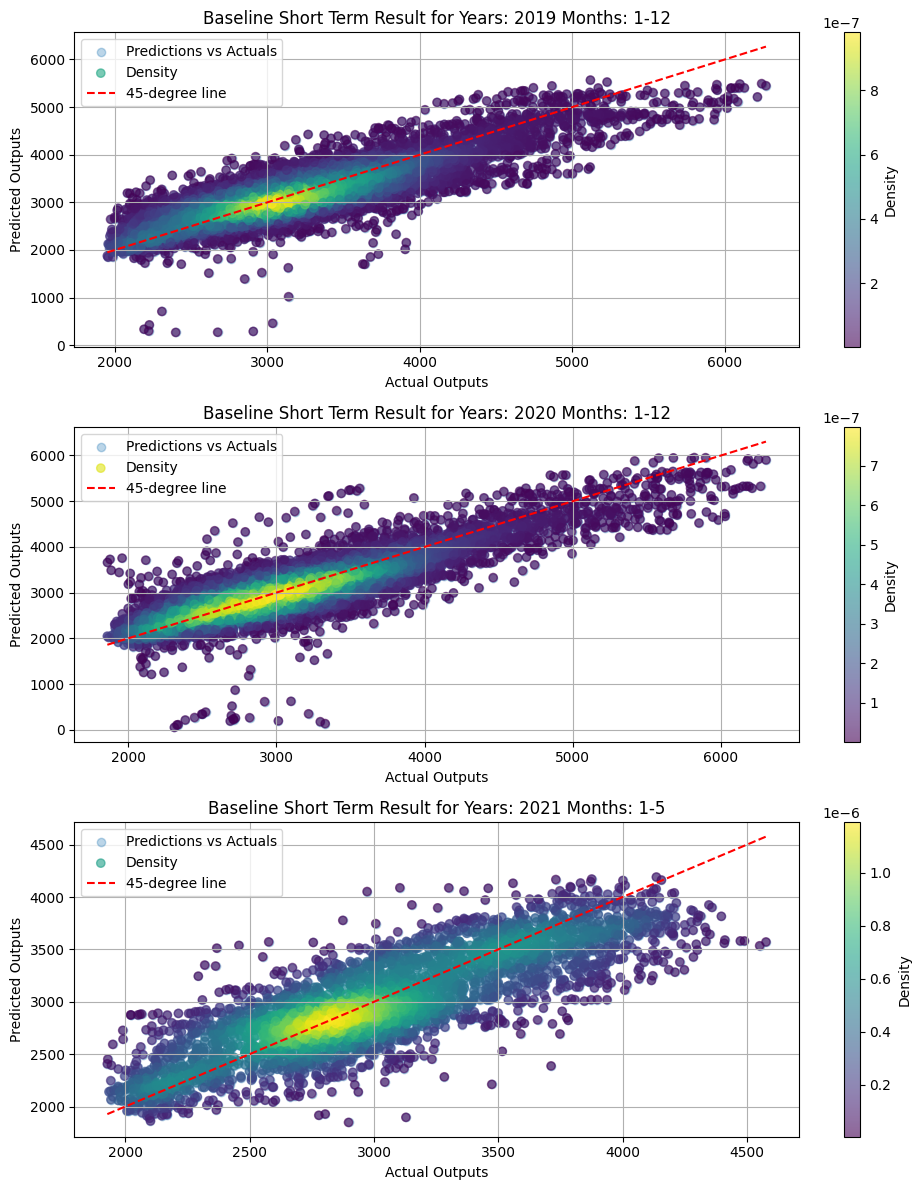 Baseline Short Term Result for Years: 2019 Months: 1-12
1e−7
Predictions vs Actuals
Density
45-degree line
6000
5000
4000
3000
2000
1000
0
Predicted Outputs
2000 3000 4000 5000 6000
Actual Outputs
8
6
4
2
Density
Baseline Short Term Result for Years: 2020 Months: 1-12
1e−7
Predictions vs Actuals
Density
45-degree line
6000
5000
4000
3000
2000
1000
0
Predicted Outputs
2000 3000 4000 5000 6000
Actual Outputs
7
6
5
4
3
2
1
Density
Baseline Short Term Result for Years: 2021 Months: 1-5
1e−6
Predictions vs Actuals
Density
45-degree line
4500
4000
3500
3000
2500
2000
Predicted Outputs
2000 2500 3000 3500 4000 4500
Actual Outputs
1.0
0.8
0.6
0.4
0.2
Density